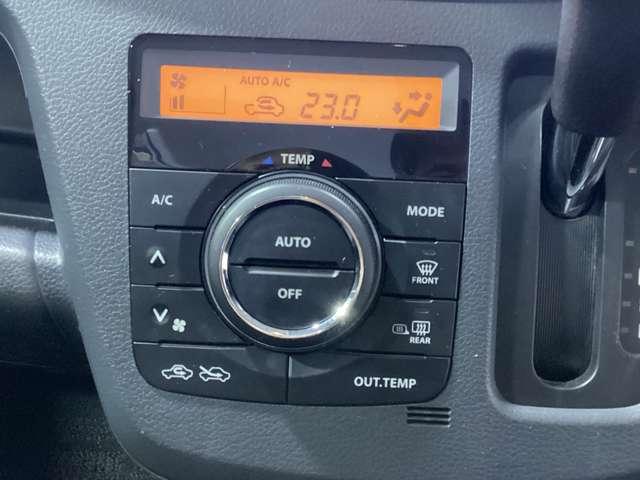 AUTO A/C
23.0
TEMP
A/C
MODE
AUTO
OFF
FRONT
REAR
OUT.TEMP